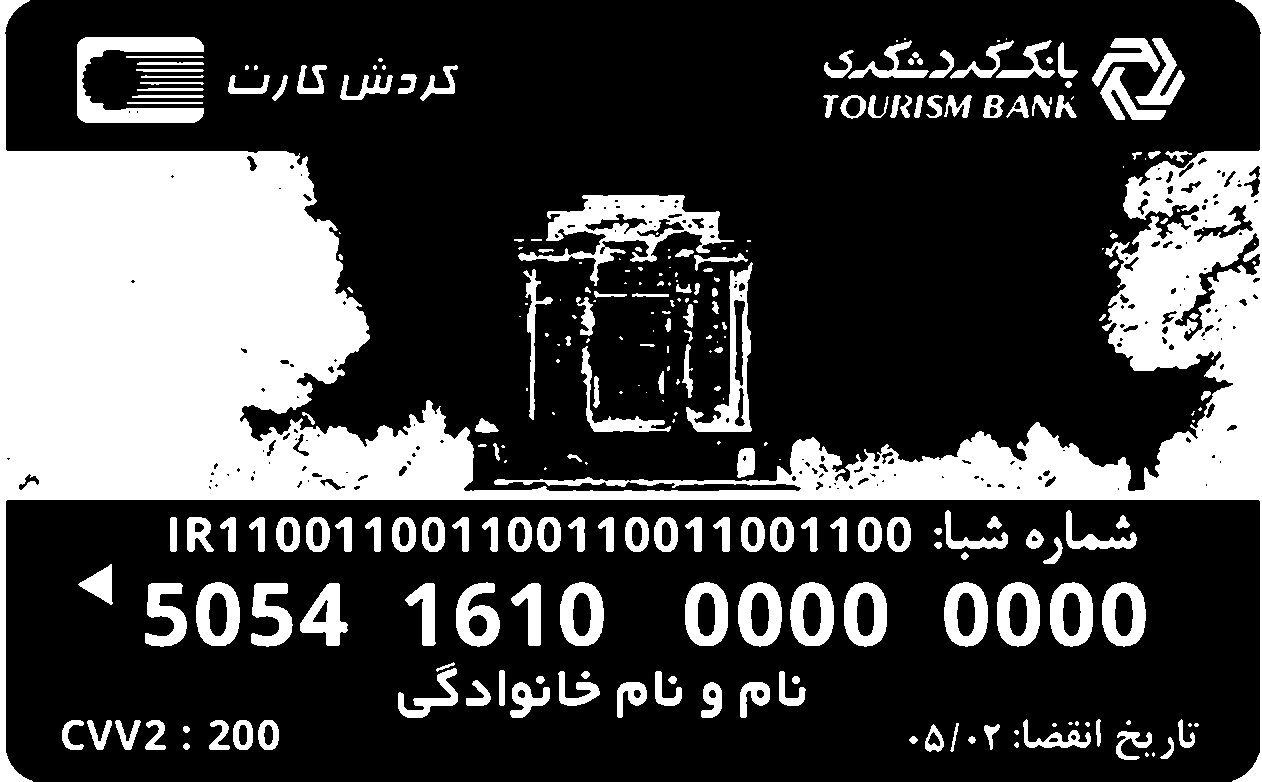 بانک گردشگری
TOURISM BANK
گردش کارت
شماره شبا: IR110011001100110011001100
5054 1610 0000 0000
نام و نام خانوادگی
CVV2 : 200
تاریخ انقضا: ۰۵/۰۲